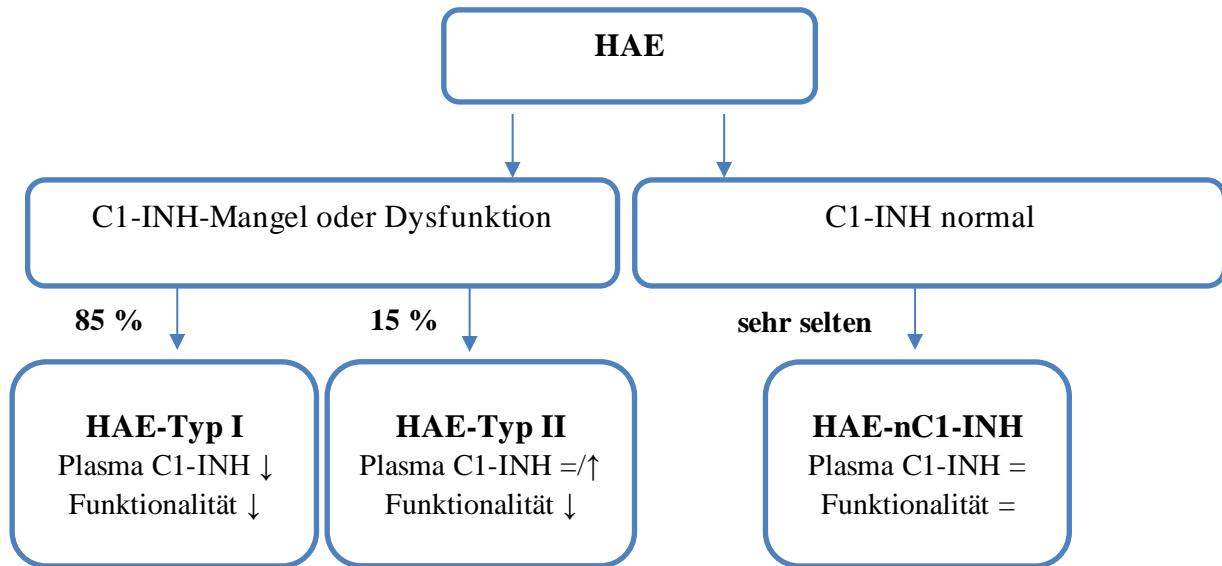 HAE
C1-INH-Mangel oder Dysfunktion
C1-INH normal
85 %
15 %
sehr selten
HAE-Typ I
Plasma C1-INH ↓
Funktionalität ↓
HAE-Typ II
Plasma C1-INH =/↑
Funktionalität ↓
HAE-nC1-INH
Plasma C1-INH =
Funktionalität =